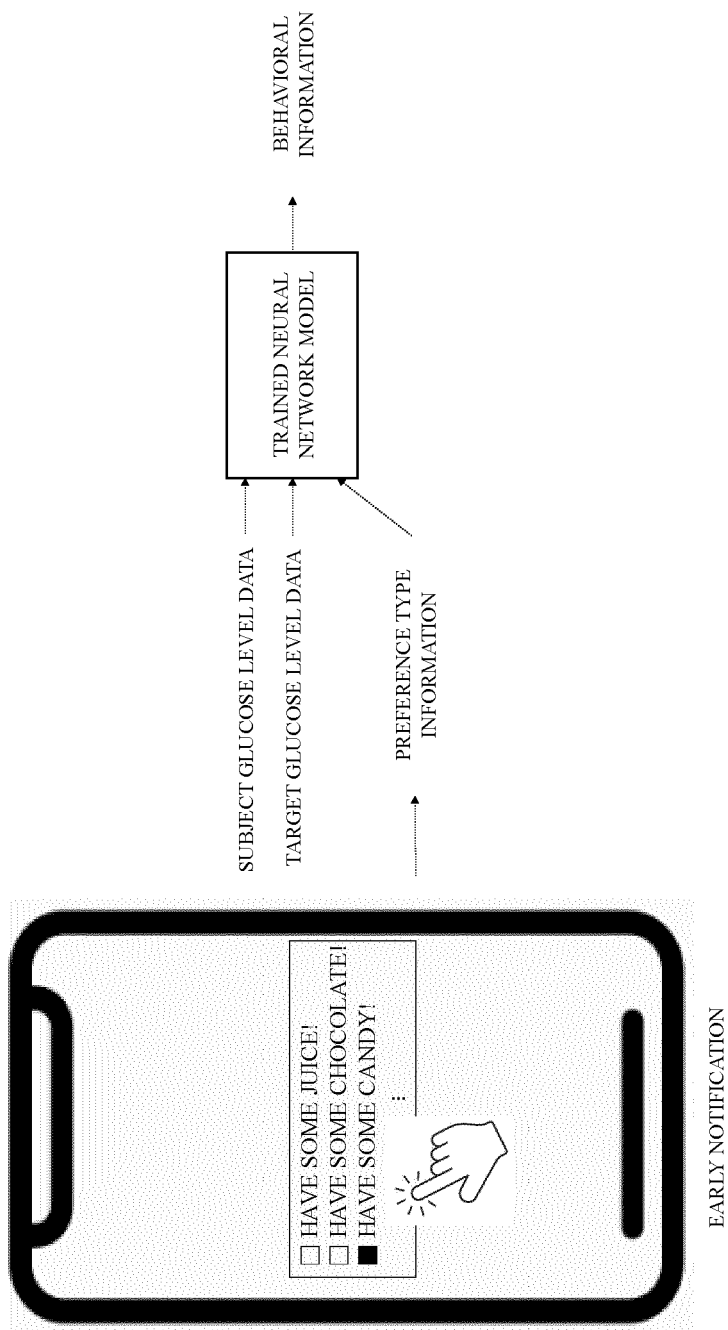 HAVE SOME JUICE!
HAVE SOME CHOCOLATE!
HAVE SOME CANDY!
...
EARLY NOTIFICATION
SUBJECT GLUCOSE LEVEL DATA
TARGET GLUCOSE LEVEL DATA
PREFERENCE TYPE
INFORMATION
TRAINED NEURAL
NETWORK MODEL
BEHAVIORAL
INFORMATION